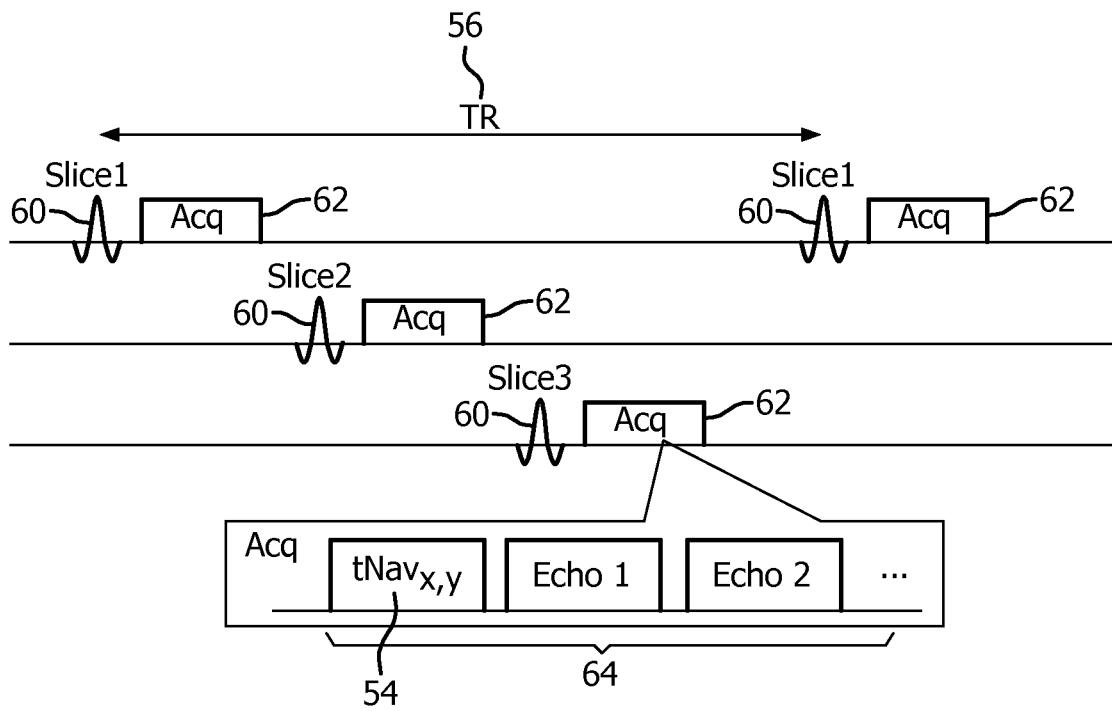 56
TR
Slice1
60
Acq
62
Slice1
60
Acq
62
Slice2
60
Acq
62
Slice3
60
Acq
62
Acq
tNavx,y
Echo 1
Echo 2
...
54
64